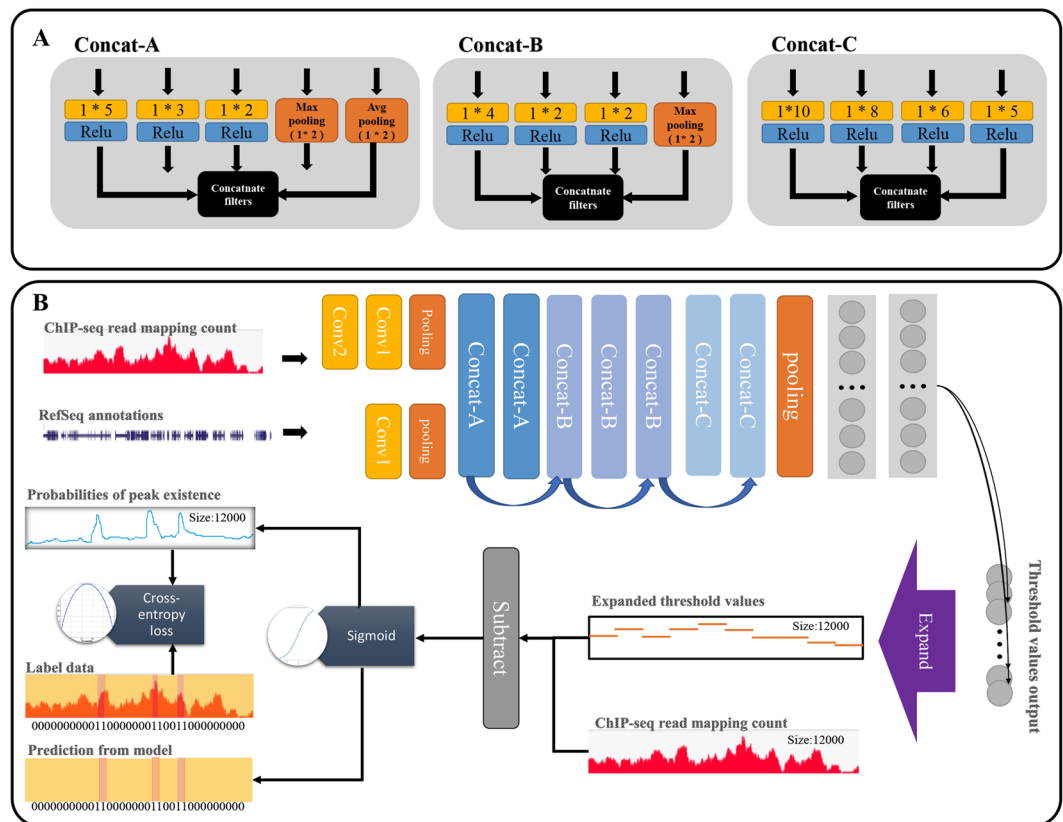 A
Concat-A
1 * 5
Relu
1 * 3
Relu
1 * 2
Relu
Max
pooling
( 1* 2 )
Avg
pooling
( 1 * 2 )
Concatnate
filters
Concat-B
1 * 4
Relu
1 * 2
Relu
1 * 2
Relu
Max
pooling
( 1* 2 )
Concatnate
filters
Concat-C
1*10
Relu
1 * 8
Relu
1 * 6
Relu
1 * 5
Relu
Concatnate
filters
B
ChIP-seq read mapping count
RefSeq annotations
Conv2
Conv1
Pooling
Conv1
pooling
Concat-A
Concat-A
Concat-B
Concat-B
Concat-B
Concat-C
Concat-C
pooling
Threshold values output
Expand
Expanded threshold values
Size:12000
ChIP-seq read mapping count
Size:12000
Subtract
Sigmoid
Probabilities of peak existence
Size:12000
Cross-
entropy
loss
Label data
0000000000011000000011001100000000
Prediction from model
0000000000011000000011001100000000